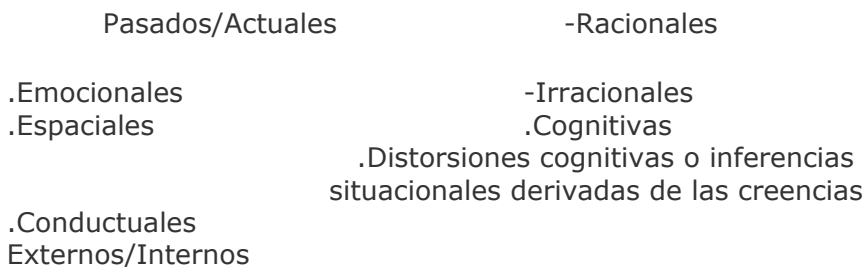 Pasados/Actuales -Racionales
.Emocionales -Irracionales
.Espaciales .Cognitivas
.Distorsiones cognitivas o inferencias
situacionales derivadas de las creencias
.Conductuales
Externos/Internos